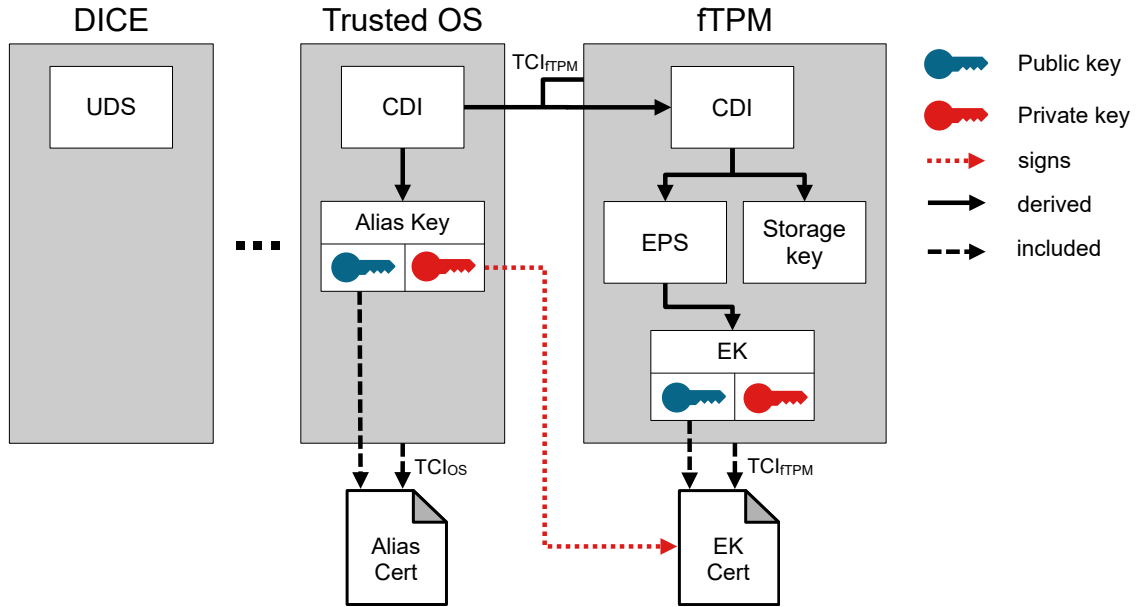 DICE
Trusted OS
fTPM
UDS
CDI
TCIfTPM
CDI
Alias Key
EPS
Storage
key
EK
TCIOS
TCIfTPM
Alias
Cert
EK
Cert
Public key
Private key
signs
derived
included